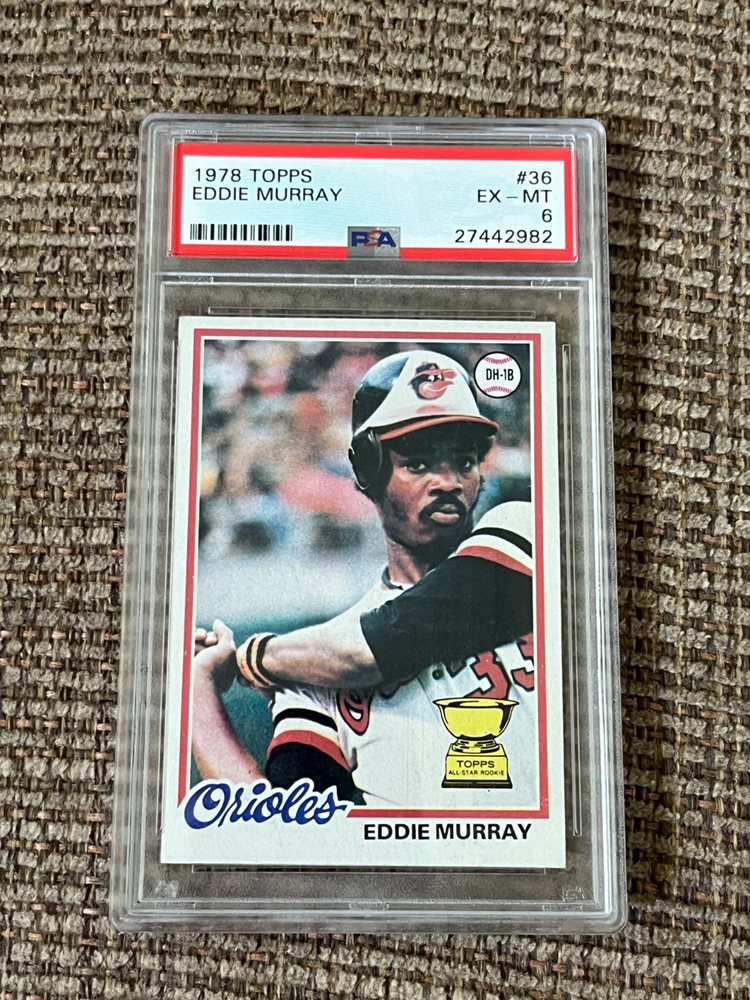 1978 TOPPS #36
EDDIE MURRAY EX – MT
6
PSA 27442982
DH-1B
33
TOPPS
ALL-STAR ROOKIE
Orioles
EDDIE MURRAY